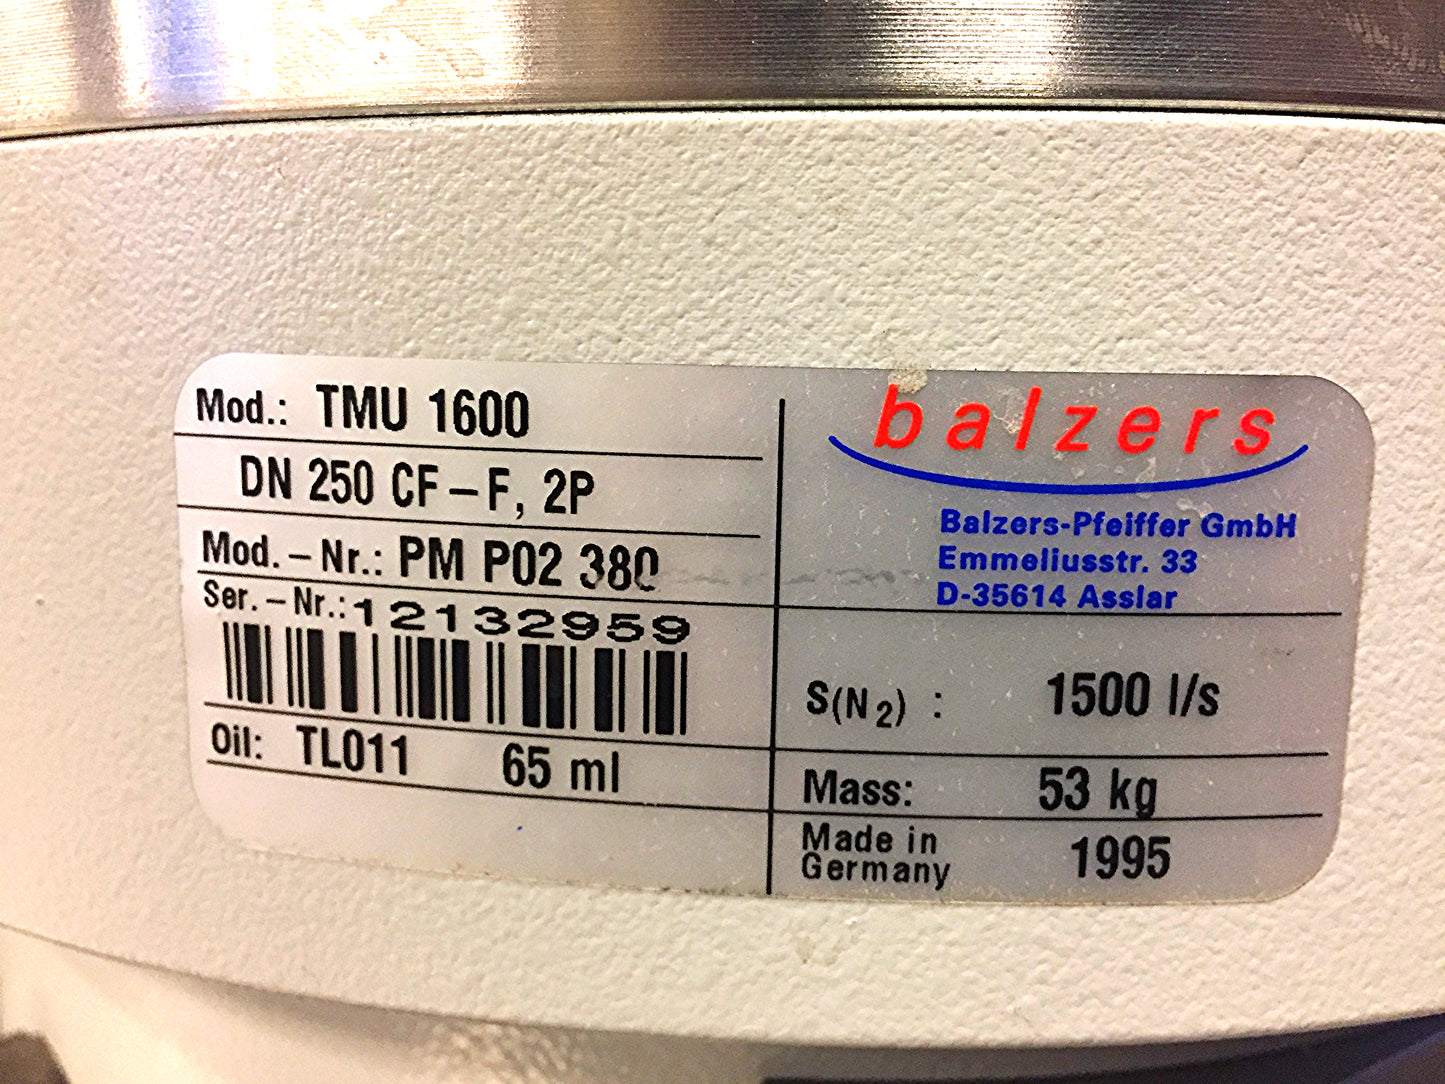 Mod.: TMU 1600
DN 250 CF-F, 2P
Mod.-Nr.: PM P02 380
Ser.-Nr.: 12132959
Oil: TL011 65 ml
balzers
Balzers-Pfeiffer GmbH
Emmeliusstr. 33
D-35614 Asslar
S(N2) : 1500 l/s
Mass: 53 kg
Made in
Germany 1995